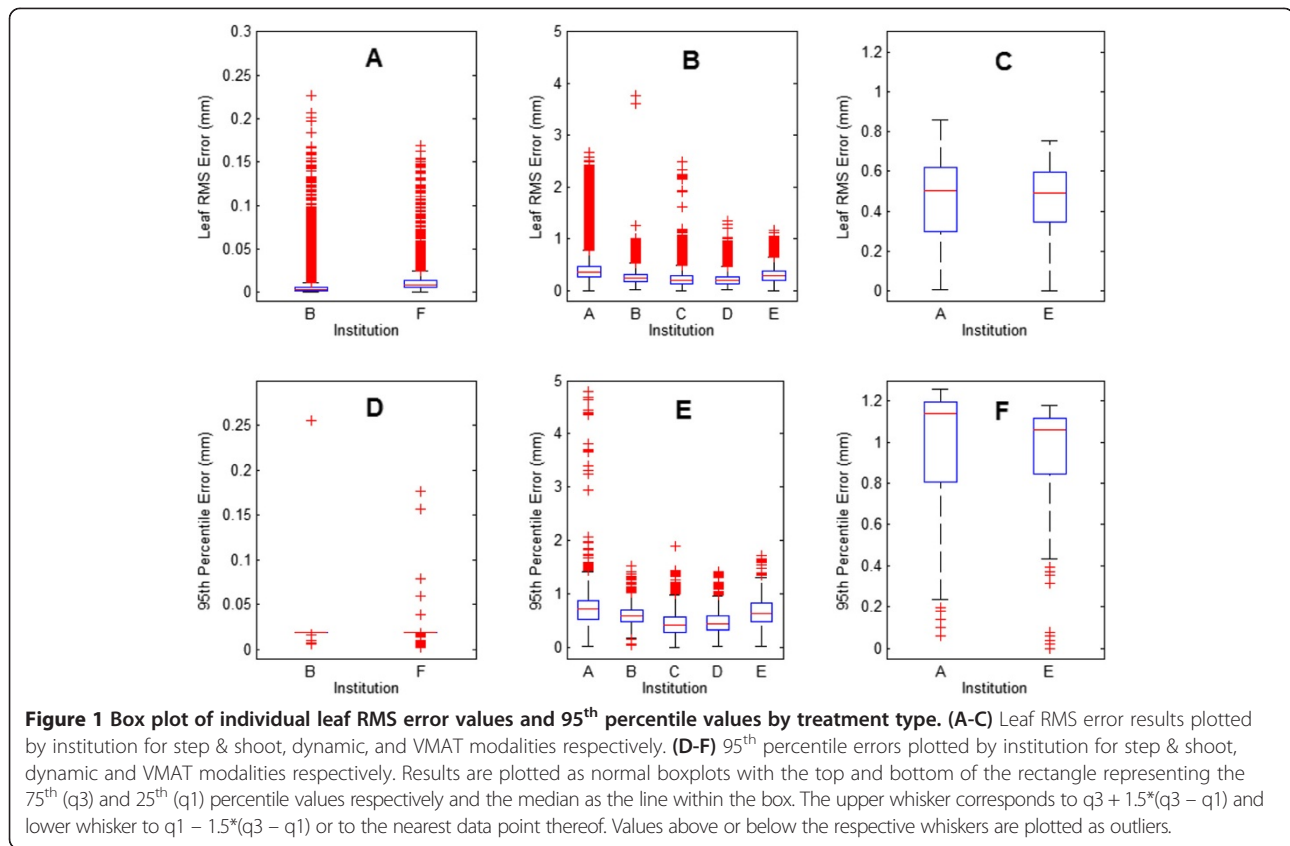 A
Leaf RMS Error (mm)
0.3
0.25
0.2
0.15
0.1
0.05
0
B F
Institution
B
Leaf RMS Error (mm)
5
4
3
2
1
0
A B C D E
Institution
C
Leaf RMS Error (mm)
1.2
1
0.8
0.6
0.4
0.2
0
A E
Institution
D
95th Percentile Error (mm)
0.25
0.2
0.15
0.1
0.05
0
B F
Institution
E
95th Percentile Error (mm)
5
4
3
2
1
0
A B C D E
Institution
F
95th Percentile Error (mm)
1.2
1
0.8
0.6
0.4
0.2
0
A E
Institution
Figure 1 Box plot of individual leaf RMS error values and 95th percentile values by treatment type. (A-C) Leaf RMS error results plotted
by institution for step & shoot, dynamic, and VMAT modalities respectively. (D-F) 95th percentile errors plotted by institution for step & shoot,
dynamic and VMAT modalities respectively. Results are plotted as normal boxplots with the top and bottom of the rectangle representing the
75th (q3) and 25th (q1) percentile values respectively and the median as the line within the box. The upper whisker corresponds to q3 + 1.5*(q3 – q1) and
lower whisker to q1 – 1.5*(q3 – q1) or to the nearest data point thereof. Values above or below the respective whiskers are plotted as outliers.